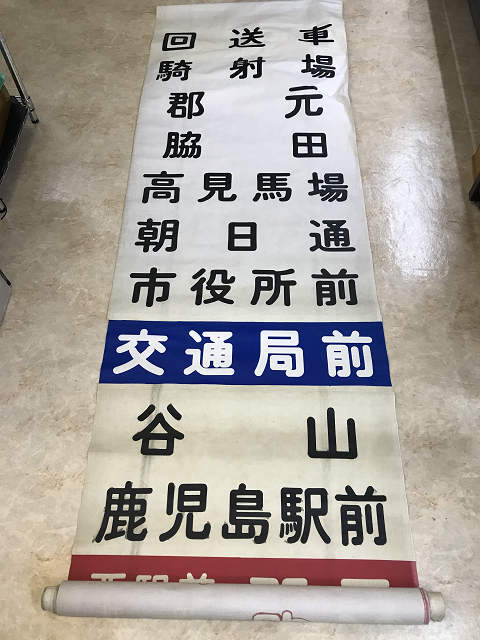 回送車
騎射場
郡元
脇田
高見馬場
朝日通
市役所前
交通局前
谷山
鹿児島駅前